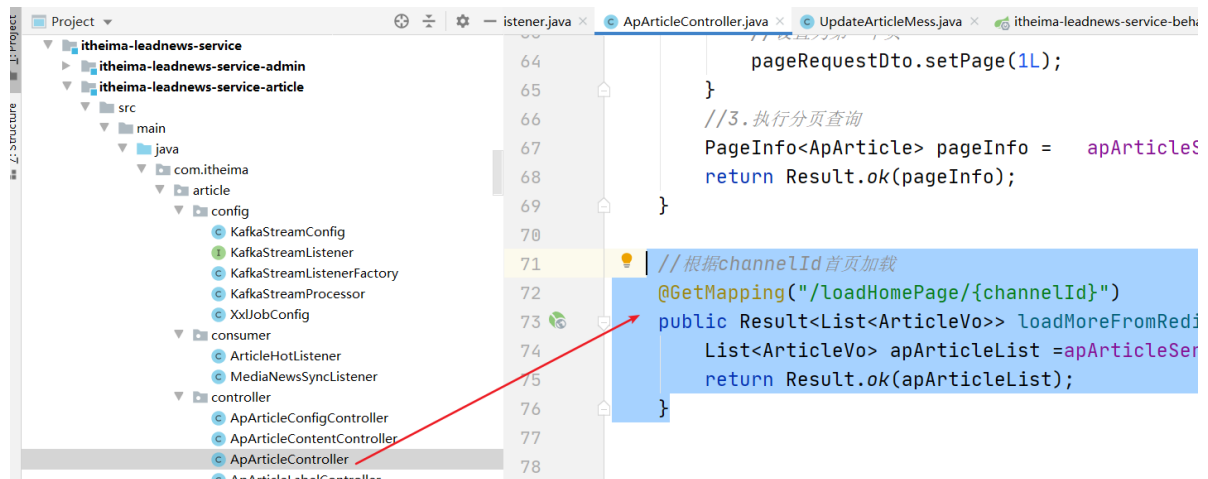 Project
istener.java
ApArticleController.java
UpdateArticleMess.java
itheima-leadnews-service-beha
itheima-leadnews-service
itheima-leadnews-service-admin
itheima-leadnews-service-article
src
main
java
com.itheima
article
config
KafkaStreamConfig
KafkaStreamListener
KafkaStreamListenerFactory
KafkaStreamProcessor
XxlJobConfig
consumer
ArticleHotListener
MediaNewsSyncListener
controller
ApArticleConfigController
ApArticleContentController
ApArticleController
ApArticleLabelController
64 pageRequestDto.setPage(1L);
65 }
66 //3.执行分页查询
67 PageInfo<ApArticle> pageInfo = apArticleS
68 return Result.ok(pageInfo);
69 }
70
71 //根据channelId首页加载
72 @GetMapping("/loadHomePage/{channelId}")
73 public Result<List<ArticleVo>> loadMoreFromRedi
74 List<ArticleVo> apArticleList =apArticleSer
75 return Result.ok(apArticleList);
76 }
77
78